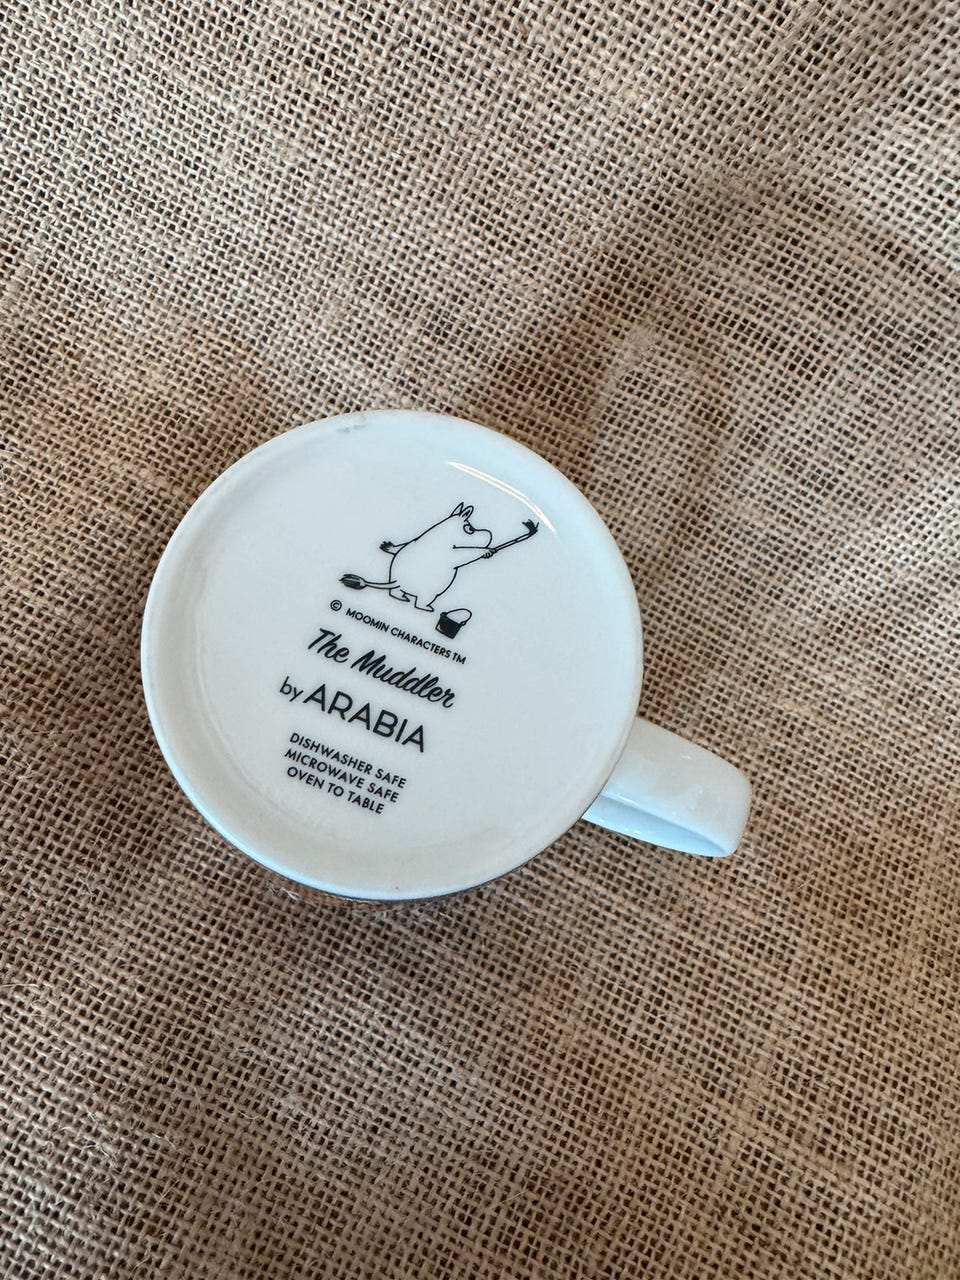 © MOOMIN CHARACTERS TM
The Muddler
by ARABIA
DISHWASHER SAFE
MICROWAVE SAFE
OVEN TO TABLE